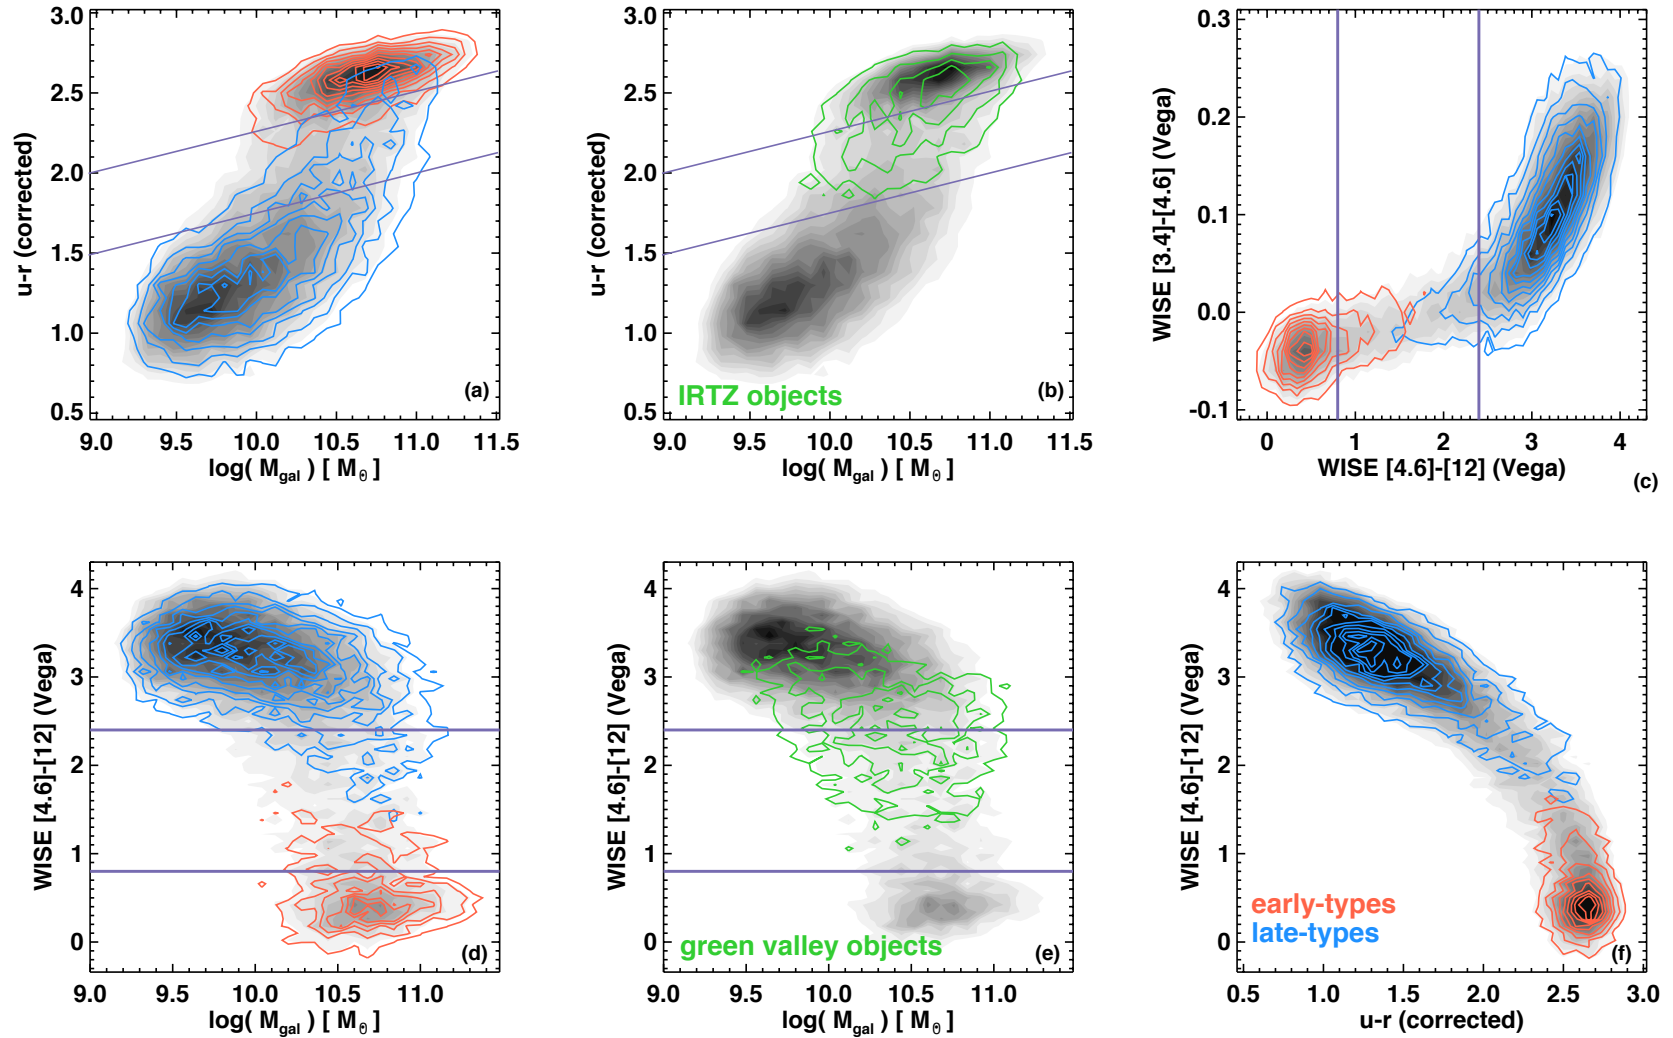 3.0
2.5
2.0
1.5
1.0
0.5
u-r (corrected)
(a)
9.0 9.5 10.0 10.5 11.0 11.5
log( Mgal ) [ M⊙ ]
3.0
2.5
2.0
1.5
1.0
0.5
u-r (corrected)
IRTZ objects
(b)
9.0 9.5 10.0 10.5 11.0 11.5
log( Mgal ) [ M⊙ ]
0.3
0.2
0.1
0.0
-0.1
WISE [3.4]-[4.6] (Vega)
0 1 2 3 4
WISE [4.6]-[12] (Vega)
(c)
4
3
2
1
0
WISE [4.6]-[12] (Vega)
(d)
9.0 9.5 10.0 10.5 11.0
log( Mgal ) [ M⊙ ]
4
3
2
1
0
WISE [4.6]-[12] (Vega)
green valley objects
(e)
9.0 9.5 10.0 10.5 11.0
log( Mgal ) [ M⊙ ]
4
3
2
1
0
WISE [4.6]-[12] (Vega)
early-types
late-types
(f)
0.5 1.0 1.5 2.0 2.5 3.0
u-r (corrected)